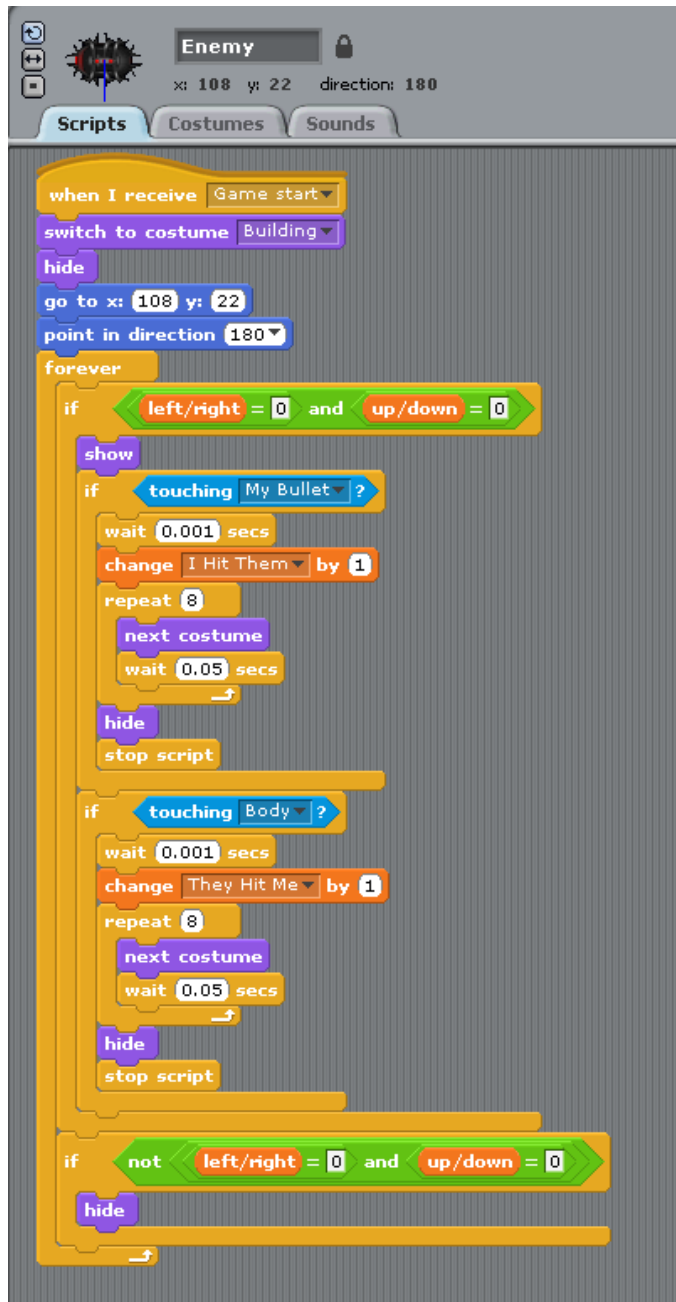 Enemy
x: 108 y: 22 direction: 180
Scripts Costumes Sounds
when I receive Game start
switch to costume Building
hide
go to x: 108 y: 22
point in direction 180
forever
if left/right = 0 and up/down = 0
show
if touching My Bullet ?
wait 0.001 secs
change I Hit Them by 1
repeat 8
next costume
wait 0.05 secs
hide
stop script
if touching Body ?
wait 0.001 secs
change They Hit Me by 1
repeat 8
next costume
wait 0.05 secs
hide
stop script
if not left/right = 0 and up/down = 0
hide